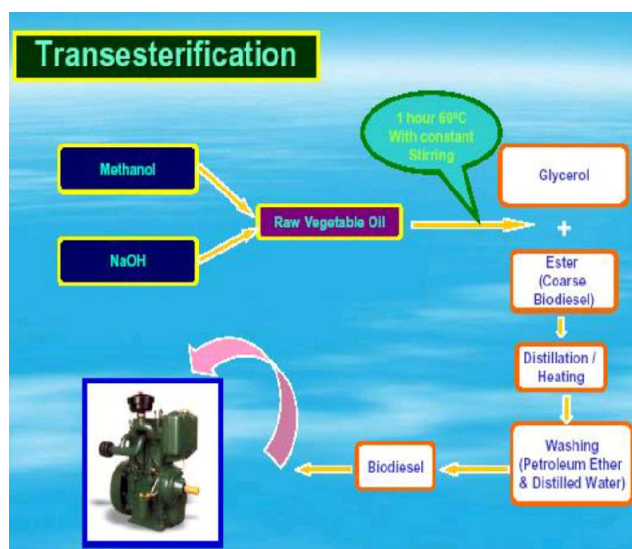 Transesterification
1 hour 60ºC
With constant
Stirring
Methanol
Glycerol
Raw Vegetable Oil
+
NaOH
Ester
(Coarse
Biodiesel)
Distillation /
Heating
Washing
(Petroleum Ether
& Distilled Water)
Biodiesel